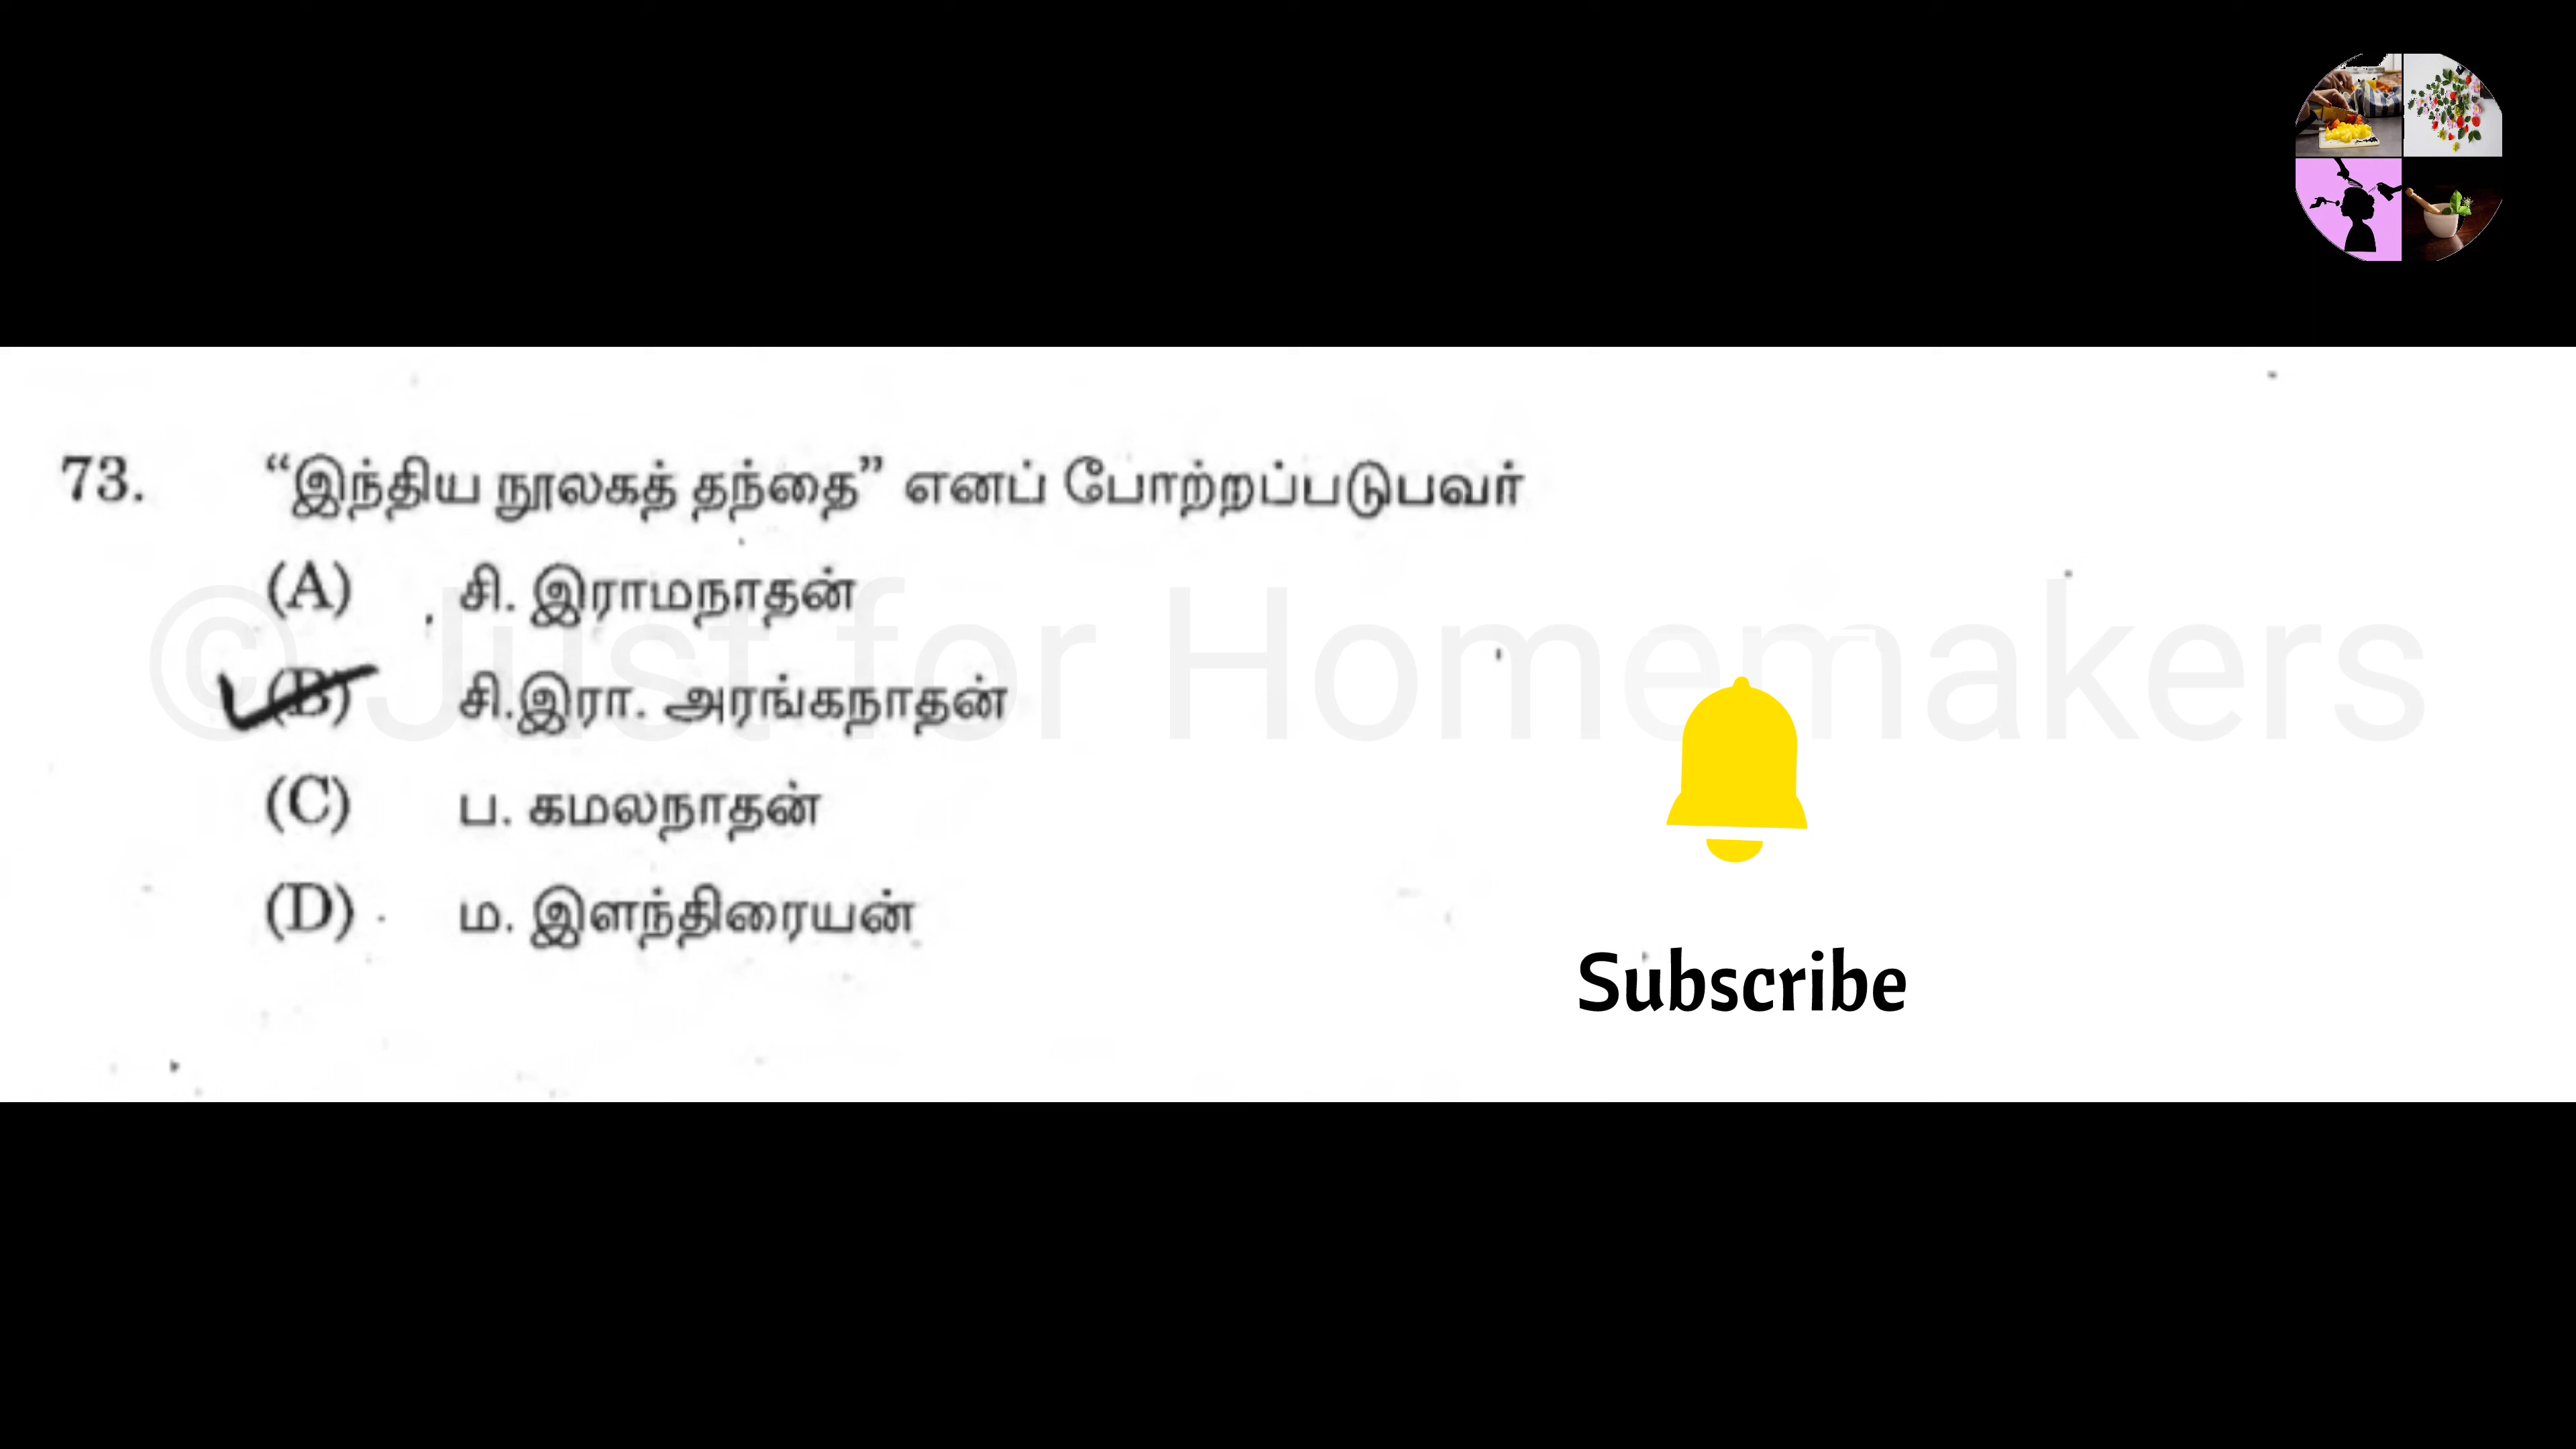 73. “இந்திய நூலகத் தந்தை” எனப் போற்றப்படுபவர்
(A) சி. இராமநாதன்
(B) சி.இரா. அரங்கநாதன்
(C) ப. கமலநாதன்
(D) ம. இளந்திரையன்
© Just for Homemakers
Subscribe